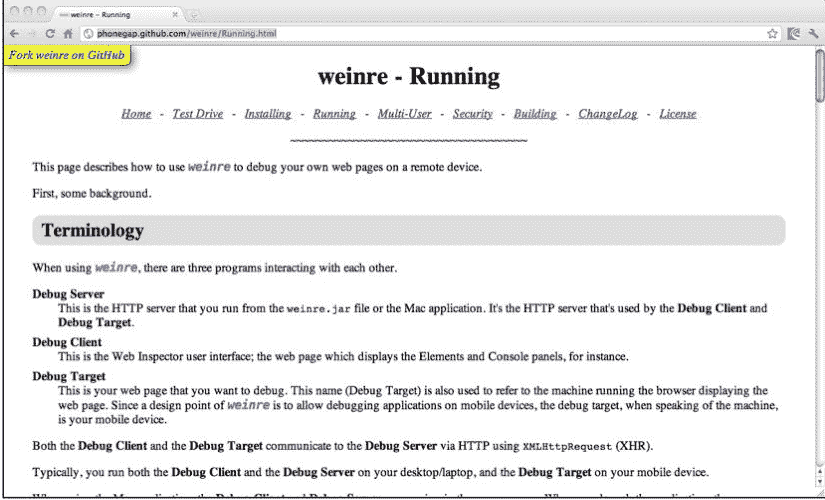 weinre - Running
phonegap.github.com/weinre/Running.html
Fork weinre on GitHub
weinre - Running
Home - Test Drive - Installing - Running - Multi-User - Security - Building - ChangeLog - License
~~~~~~~~~~~~~~~~~~~~~~~~~~~~~~~~~~~~~~~~
This page describes how to use weinre to debug your own web pages on a remote device.
First, some background.
Terminology
When using weinre, there are three programs interacting with each other.
Debug Server
This is the HTTP server that you run from the weinre.jar file or the Mac application. It's the HTTP server that's used by the Debug Client and
Debug Target.
Debug Client
This is the Web Inspector user interface; the web page which displays the Elements and Console panels, for instance.
Debug Target
This is your web page that you want to debug. This name (Debug Target) is also used to refer to the machine running the browser displaying the
web page. Since a design point of weinre is to allow debugging applications on mobile devices, the debug target, when speaking of the machine,
is your mobile device.
Both the Debug Client and the Debug Target communicate to the Debug Server via HTTP using XMLHttpRequest (XHR).
Typically, you run both the Debug Client and the Debug Server on your desktop/laptop, and the Debug Target on your mobile device.